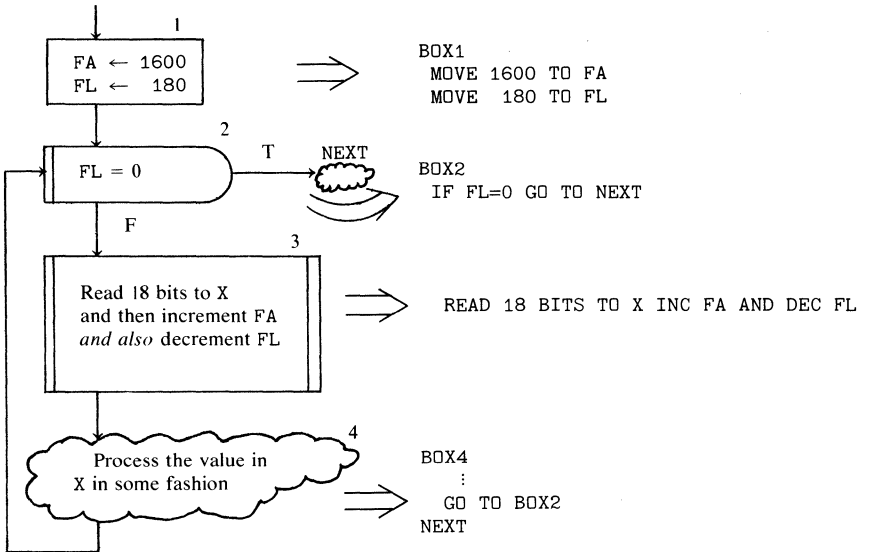 1
FA ← 1600
FL ← 180
BOX1
MOVE 1600 TO FA
MOVE 180 TO FL
2
FL = 0
T
NEXT
BOX2
IF FL=0 GO TO NEXT
F
3
Read 18 bits to X
and then increment FA
and also decrement FL
READ 18 BITS TO X INC FA AND DEC FL
4
Process the value in
X in some fashion
BOX4
⋮
GO TO BOX2
NEXT